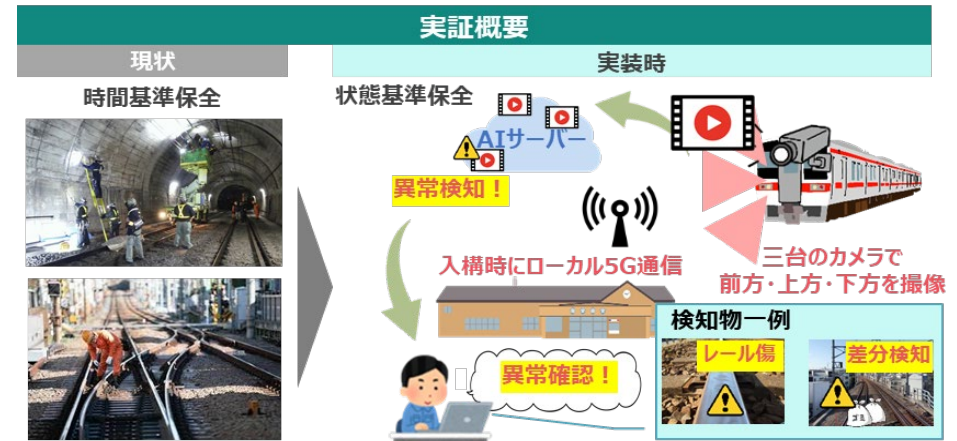 実証概要
現状
実装時
時間基準保全
状態基準保全
AIサーバー
異常検知！
入構時にローカル5G通信
三台のカメラで
前方・上方・下方を撮像
異常確認！
検知物一例
レール傷
差分検知
ゴミ